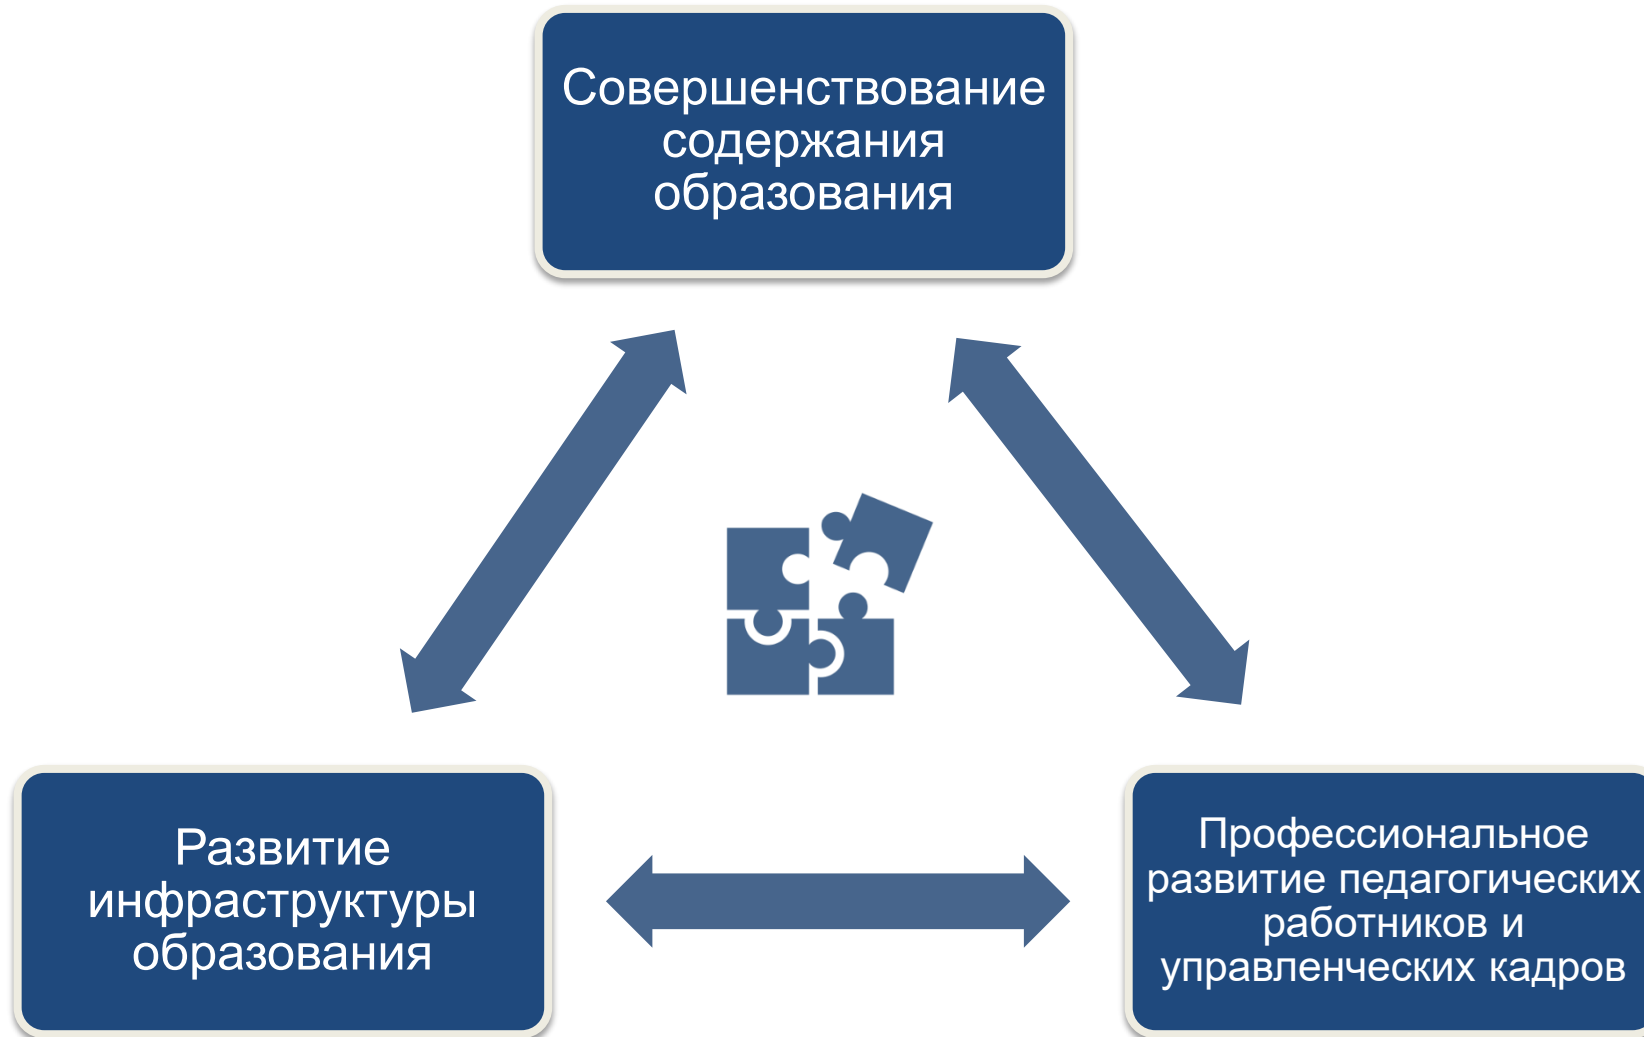 Совершенствование
содержания
образования
Развитие
инфраструктуры
образования
Профессиональное
развитие педагогических
работников и
управленческих кадров